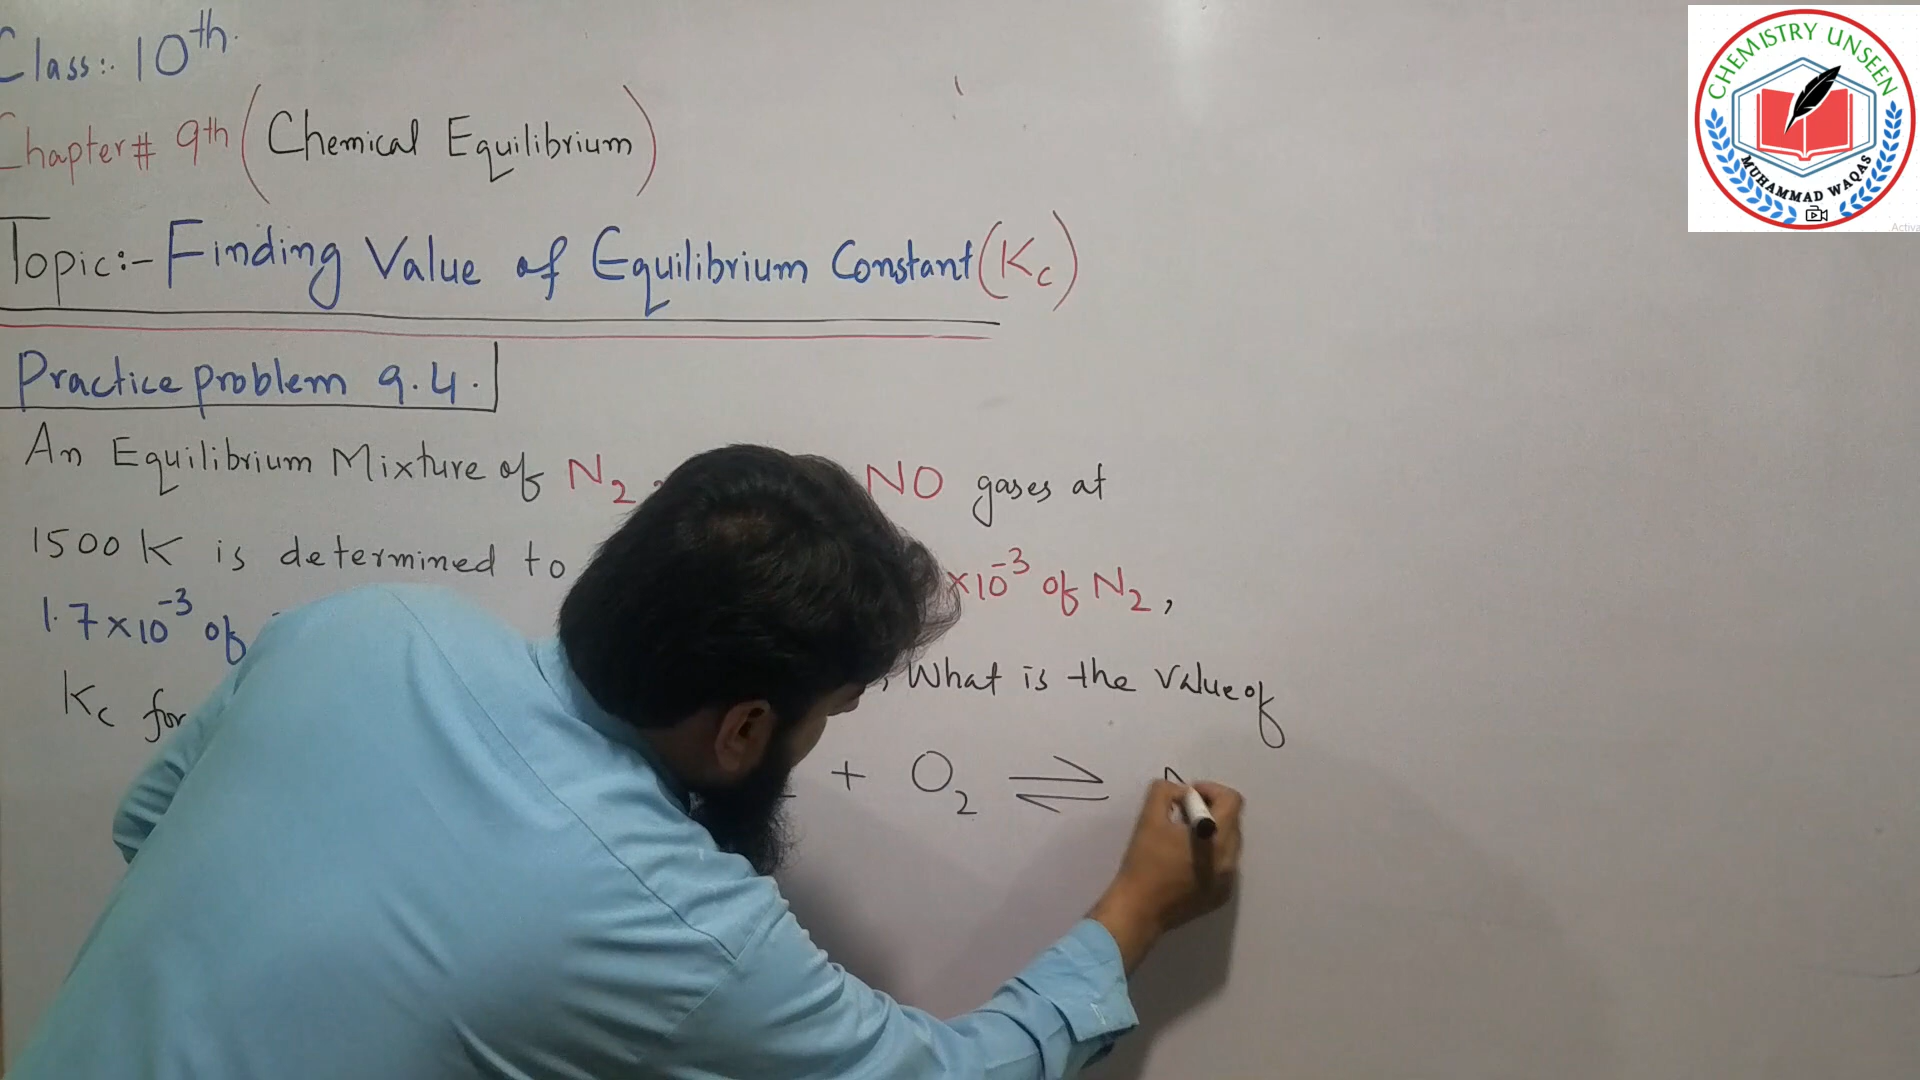 Class:- 10th.
Chapter# 9th (Chemical Equilibrium)
Topic:- Finding Value of Equilibrium Constant (Kc)
Practice problem 9.4.
An Equilibrium Mixture of N2, NO gases at
1500 K is determined to ×10^-3 of N2,
1.7×10^-3 of
, What is the value of
Kc for
+ O2 ⇌
CHEMISTRY UNSEEN
MUHAMMAD WAQAS
Activa